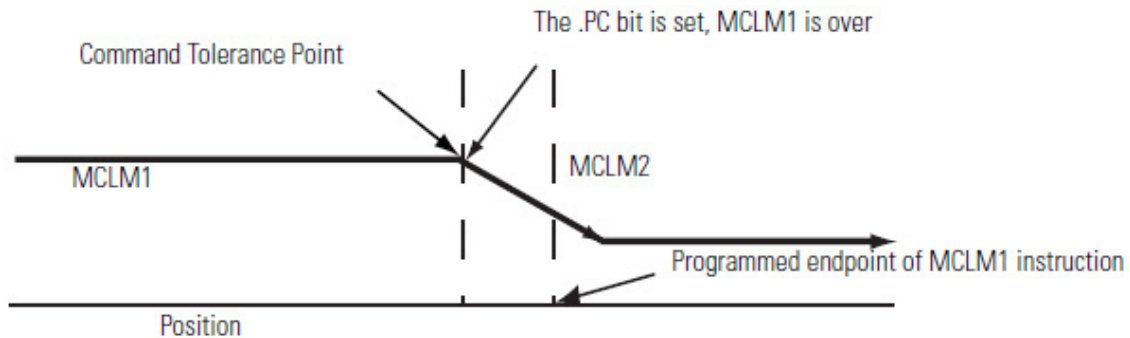 The .PC bit is set, MCLM1 is over
Command Tolerance Point
MCLM1
MCLM2
Programmed endpoint of MCLM1 instruction
Position